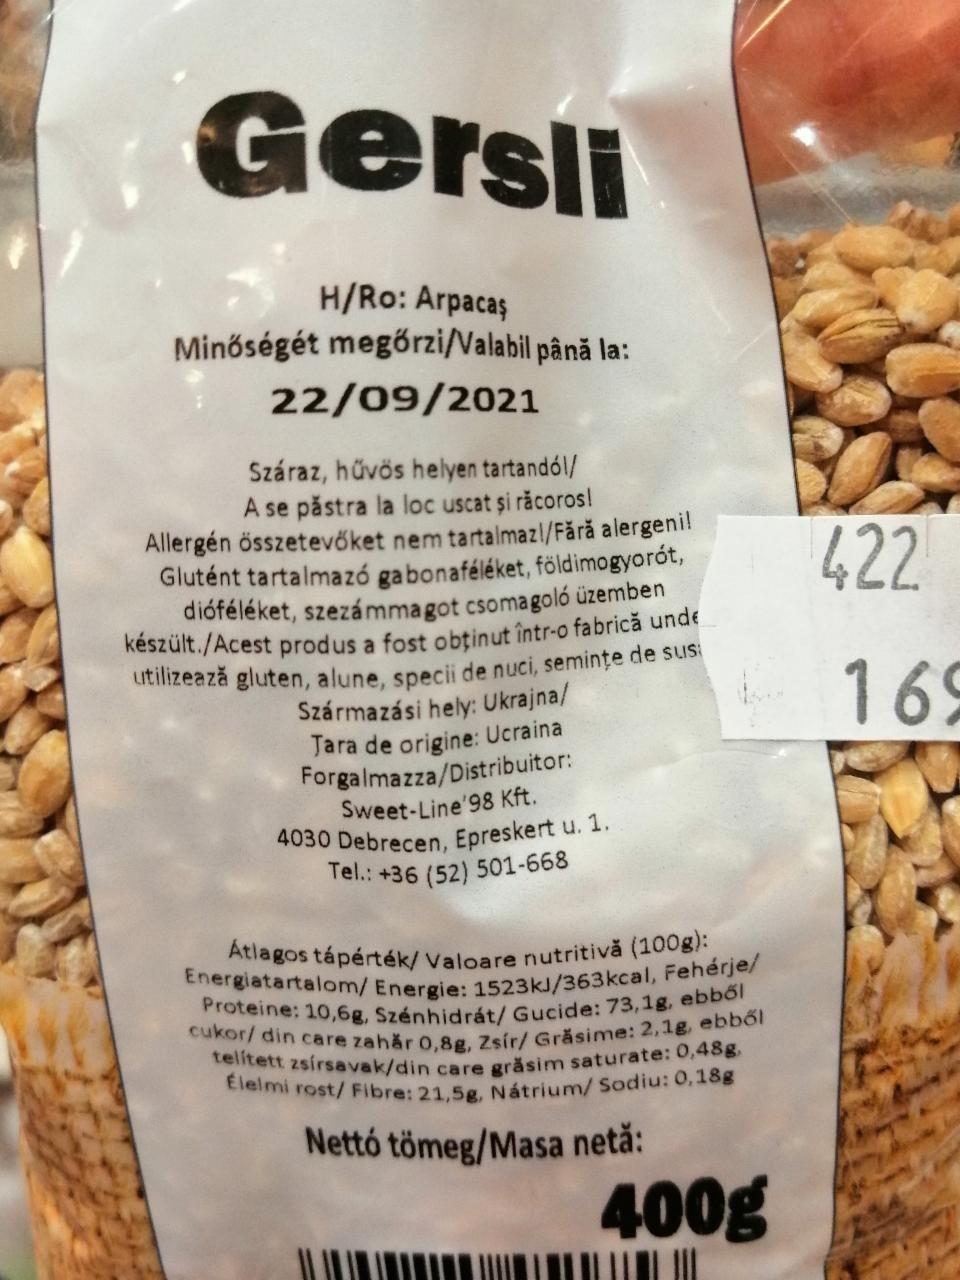 Gersli
H/Ro: Arpacaș
Minőségét megőrzi/Valabil până la:
22/09/2021
Száraz, hűvös helyen tartandól/
A se păstra la loc uscat și răcoros!
Allergén összetevőket nem tartalmaz!/Fără alergeni!
Glutént tartalmazó gabonaféléket, földimogyorót,
dióféléket, szezámmagot csomagoló üzemben
készült./Acest produs a fost obținut într-o fabrică unde
utilizează gluten, alune, specii de nuci, semințe de
Származási hely: Ukrajna/
Țara de origine: Ucraina
Forgalmazza/Distribuitor:
Sweet-Line'98 Kft.
4030 Debrecen, Epreskert u. 1.
Tel.: +36 (52) 501-668
422
169
Átlagos tápérték/ Valoare nutritivă (100g):
Energiatartalom/ Energie: 1523kJ/363kcal, Fehérje/
Proteine: 10,6g, Szénhidrát/ Gucide: 73,1g, ebből
cukor/ din care zahăr 0,8g, Zsír/ Grăsime: 2,1g, ebből
telített zsírsavak/din care grăsim saturate: 0,48g,
Élelmi rost/ Fibre: 21,5g, Nátrium/ Sodiu: 0,18g
Nettó tömeg/Masa netă:
400g